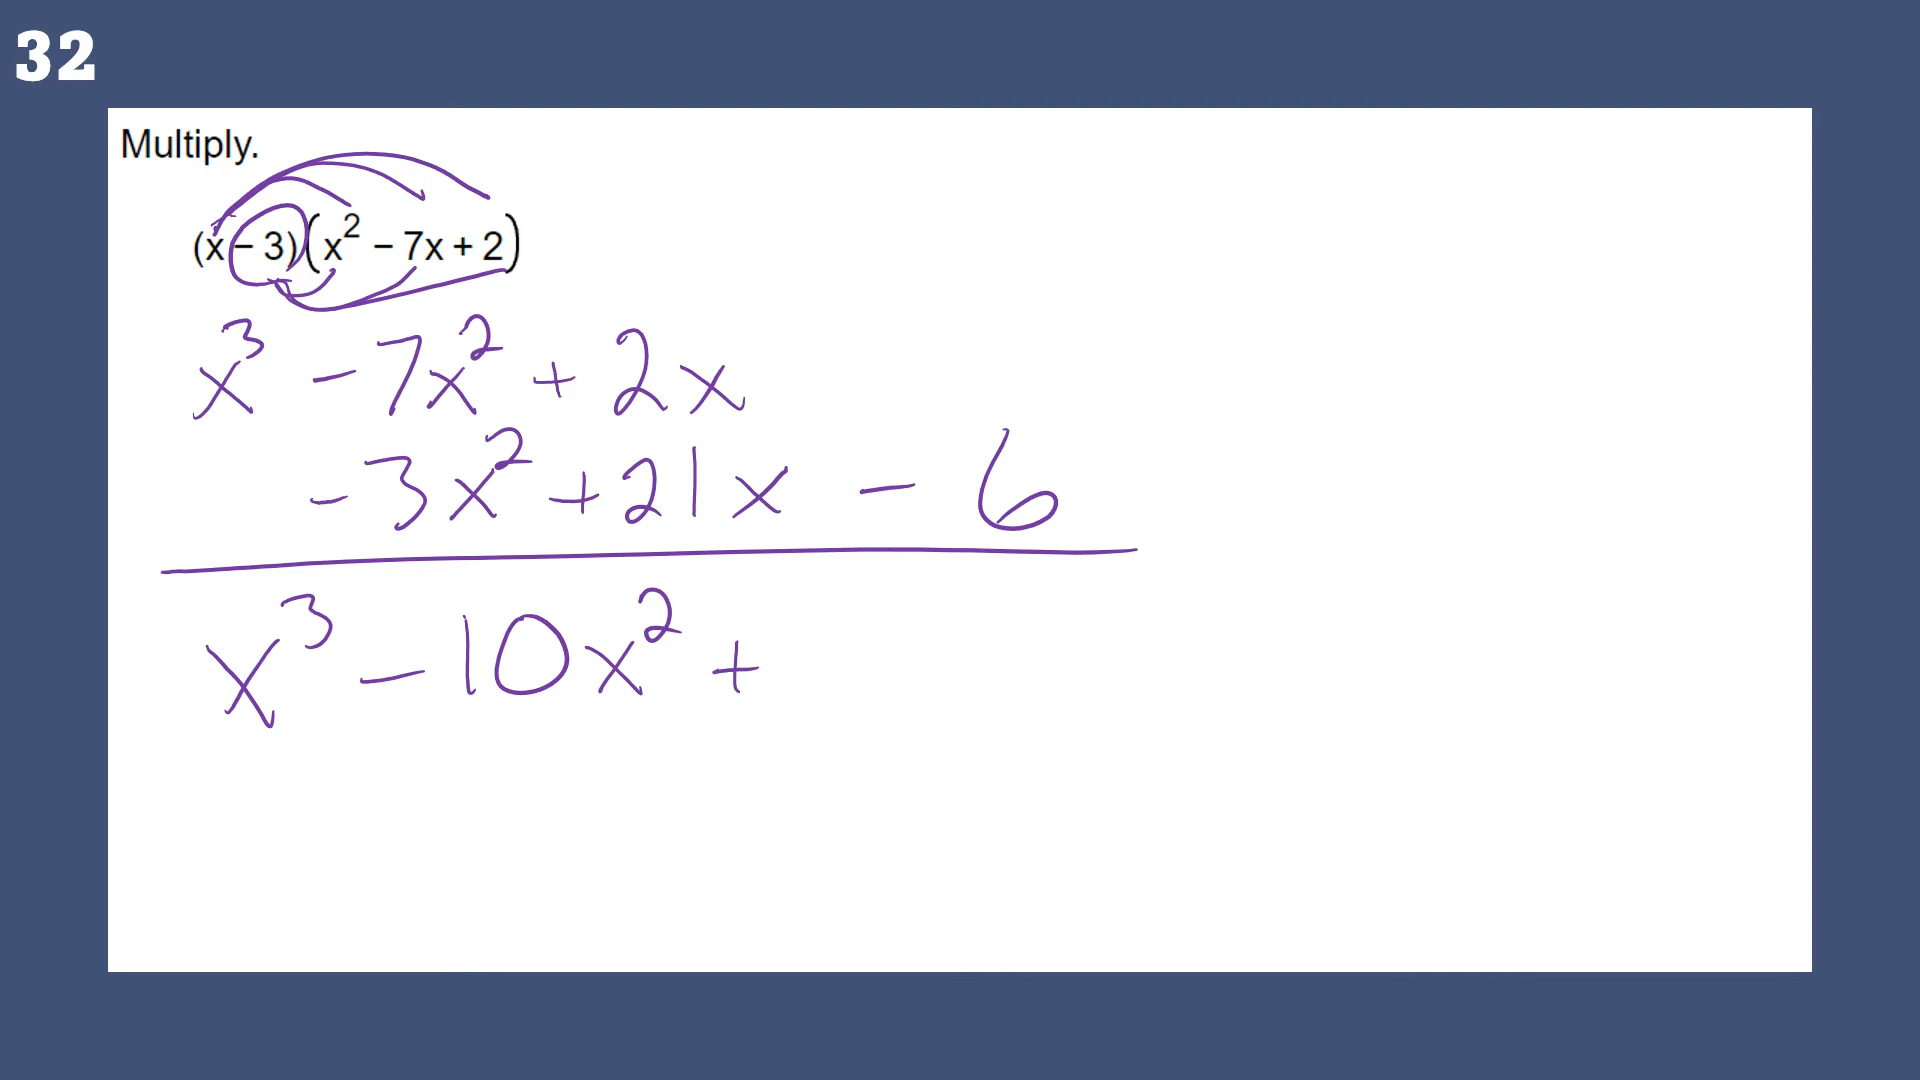 32
Multiply.
(x − 3)(x² − 7x + 2)
x³ − 7x² + 2x
− 3x² + 21x − 6
x³ − 10x² +